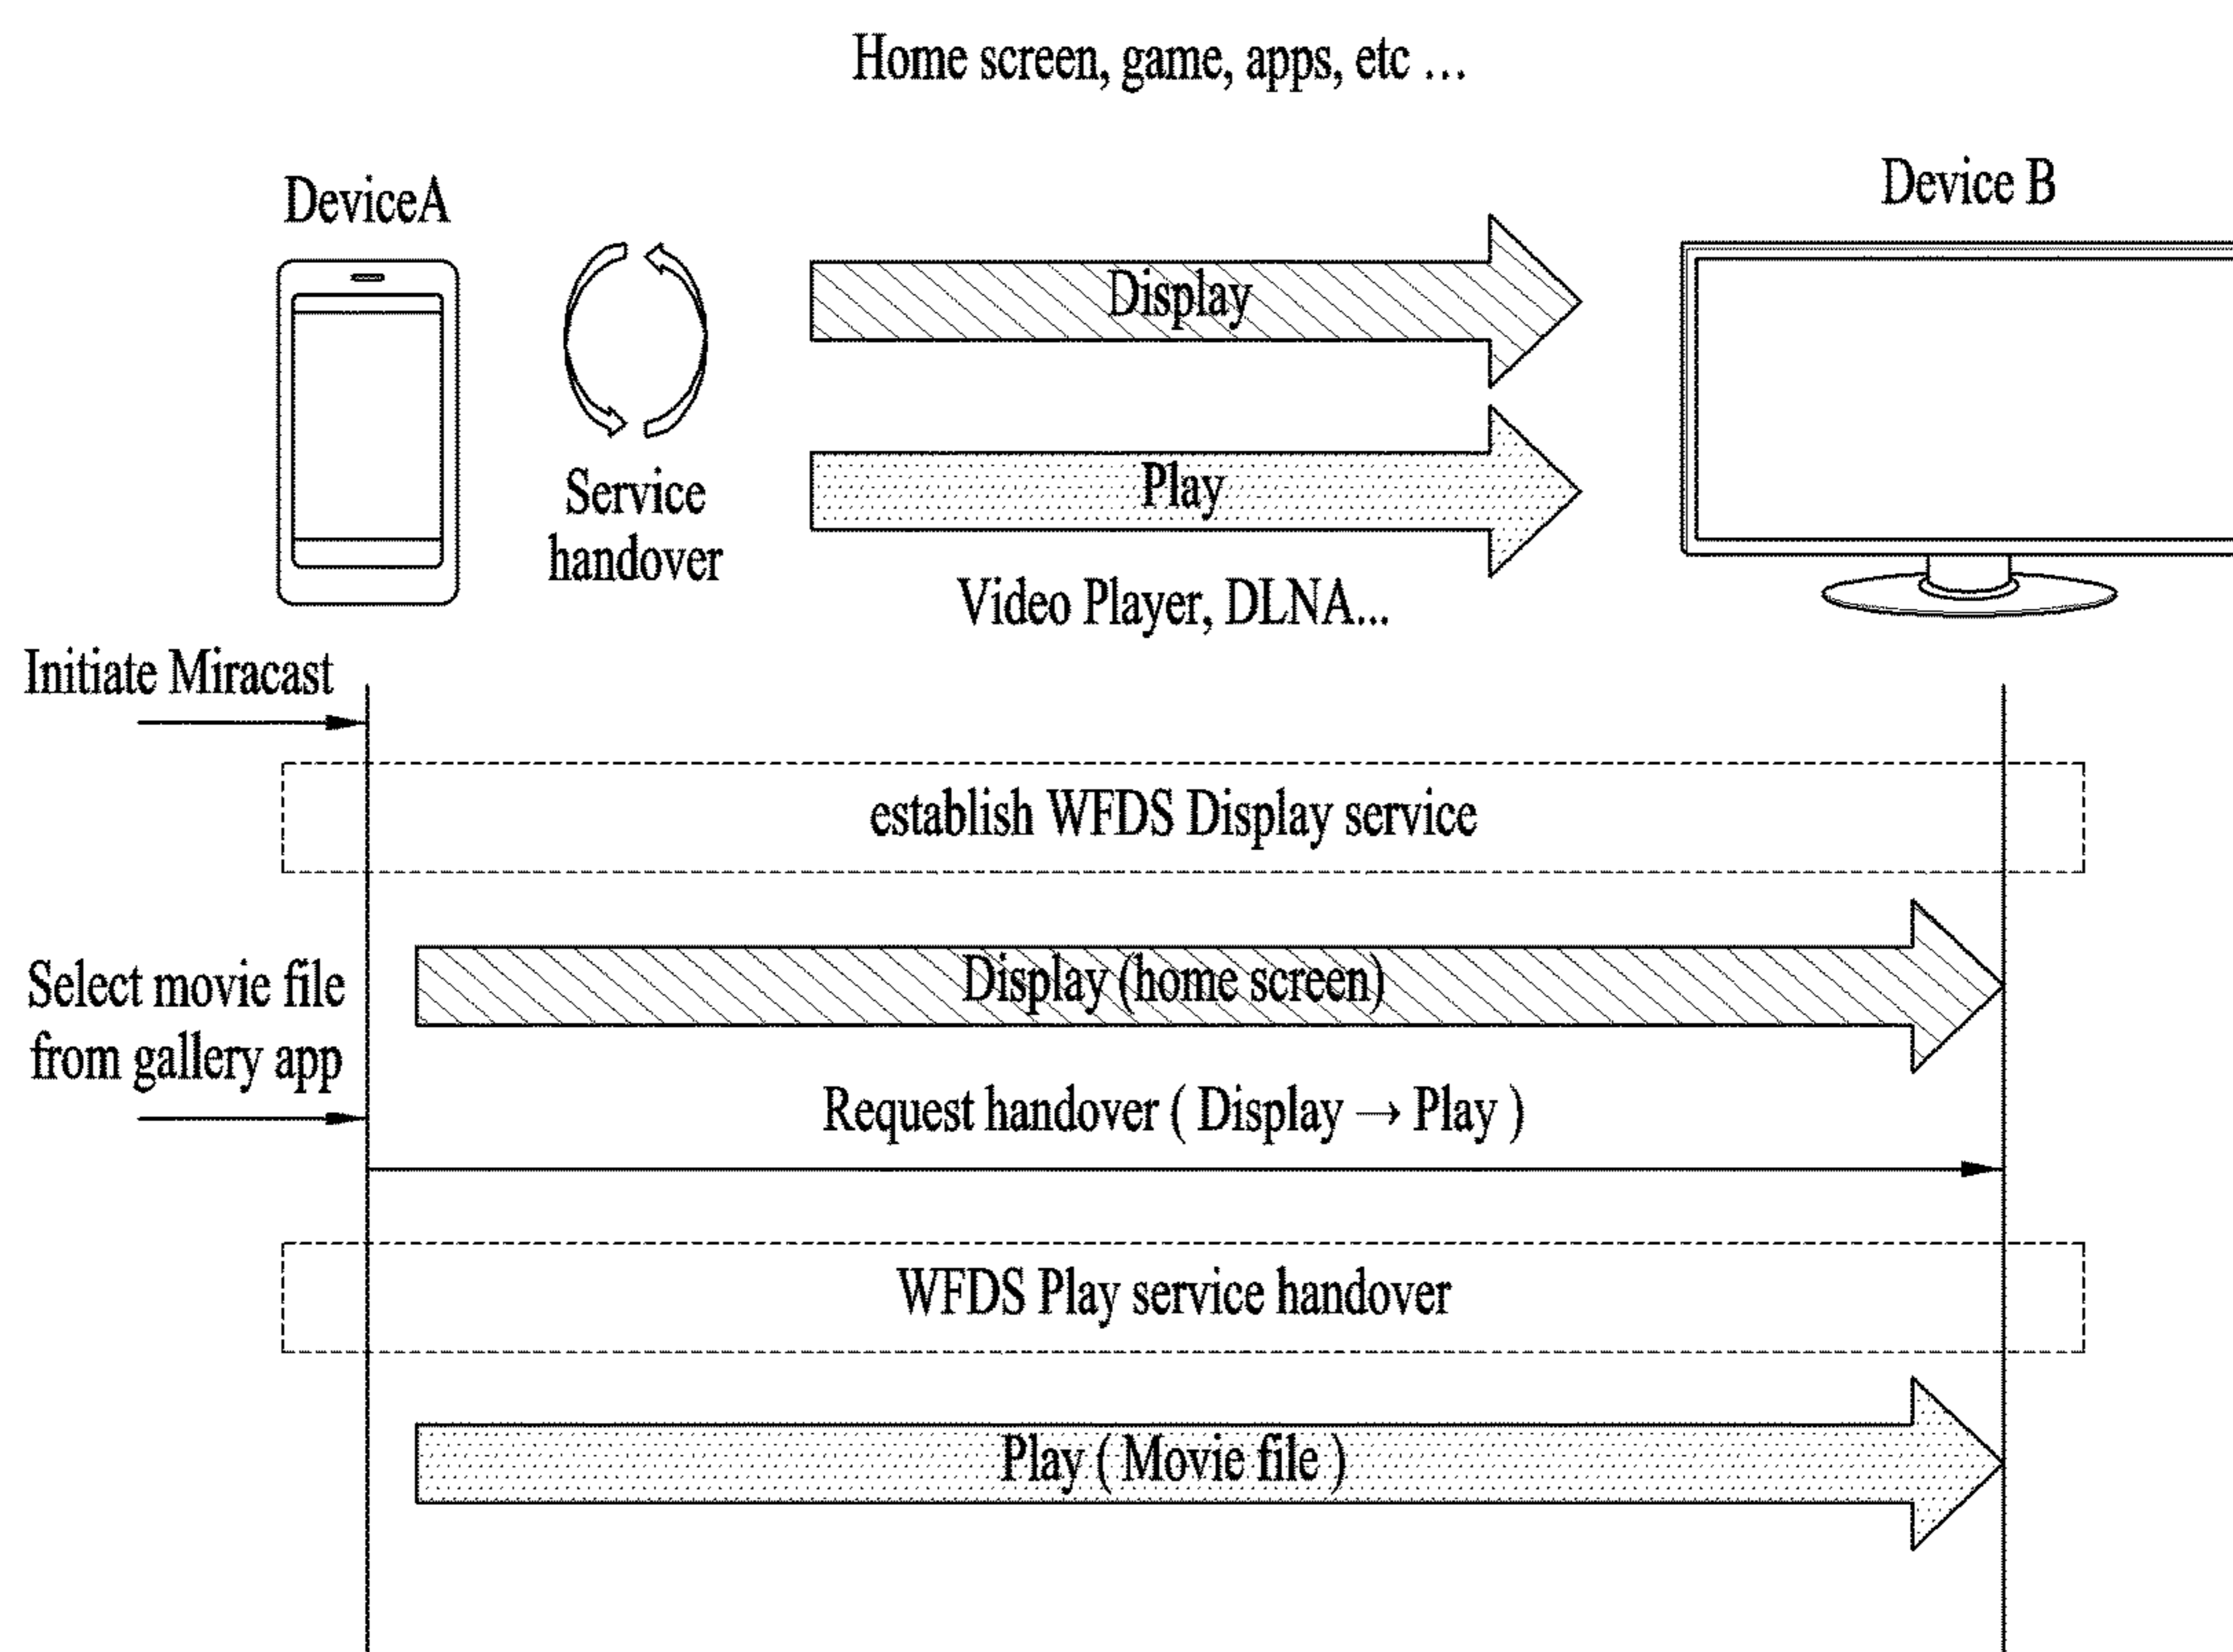 Home screen, game, apps, etc ...
DeviceA
Device B
Display
Service
handover
Play
Video Player, DLNA...
Initiate Miracast
establish WFDS Display service
Select movie file
from gallery app
Display (home screen)
Request handover ( Display → Play )
WFDS Play service handover
Play ( Movie file )